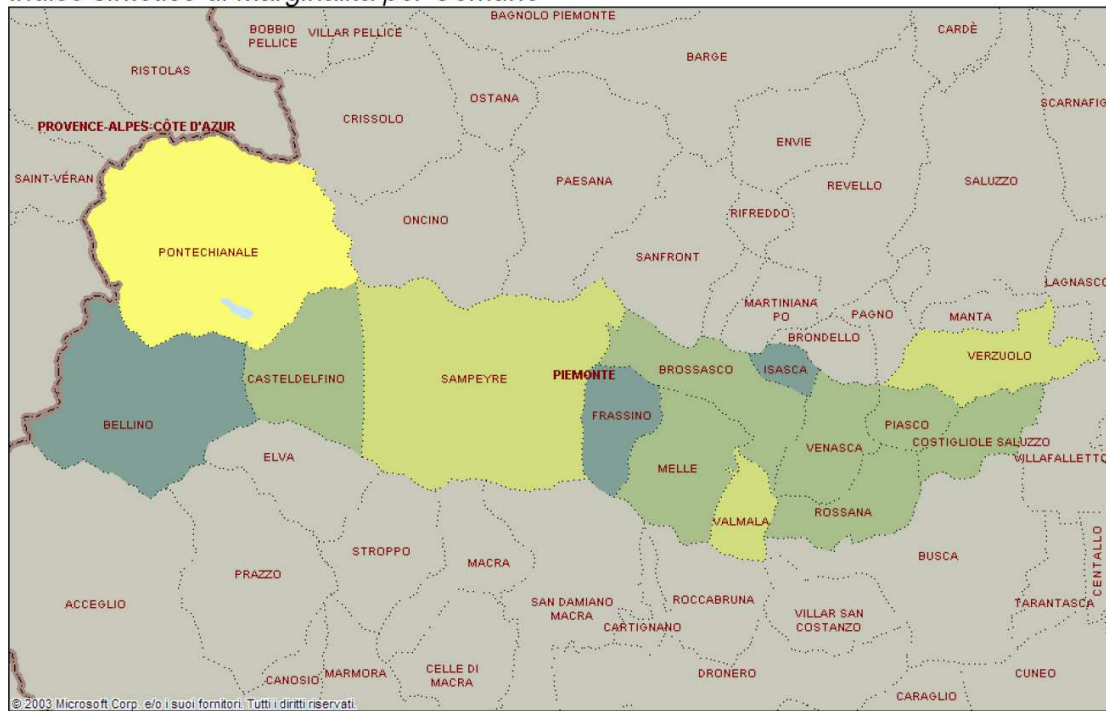 BAGNOLO PIEMONTE
BOBBIO
PELLICE
VILLAR PELLICE
CARDÈ
BARGE
RISTOLAS
OSTANA
SCARNAFIG
CRISSOLO
PROVENCE-ALPES-CÔTE D'AZUR
ENVIE
SAINT-VÉRAN
PAESANA
REVELLO
SALUZZO
ONCINO
RIFREDDO
PONTECHIANALE
SANFRONT
LAGNASCO
MARTINIANA
PO
PAGNO
MANTA
BRONDELLO
VERZUOLO
CASTELDELFINO
SAMPEYRE
PIEMONTE
BROSSASCO
ISASCA
FRASSINO
BELLINO
PIASCO
COSTIGLIOLE SALUZZO
VENASCA
ELVA
MELLE
VILLAFALLETTO
VALMALA
ROSSANA
STROPPO
MACRA
BUSCA
PRAZZO
CENTALLO
ACCEGLIO
SAN DAMIANO
MACRA
ROCCABRUNA
TARANTASCA
VILLAR SAN
COSTANZO
CARTIGNANO
CELLE DI
MACRA
MARMORA
CANOSIO
DRONERO
CUNEO
CARAGLIO
© 2003 Microsoft Corp. e/o i suoi fornitori. Tutti i diritti riservati.